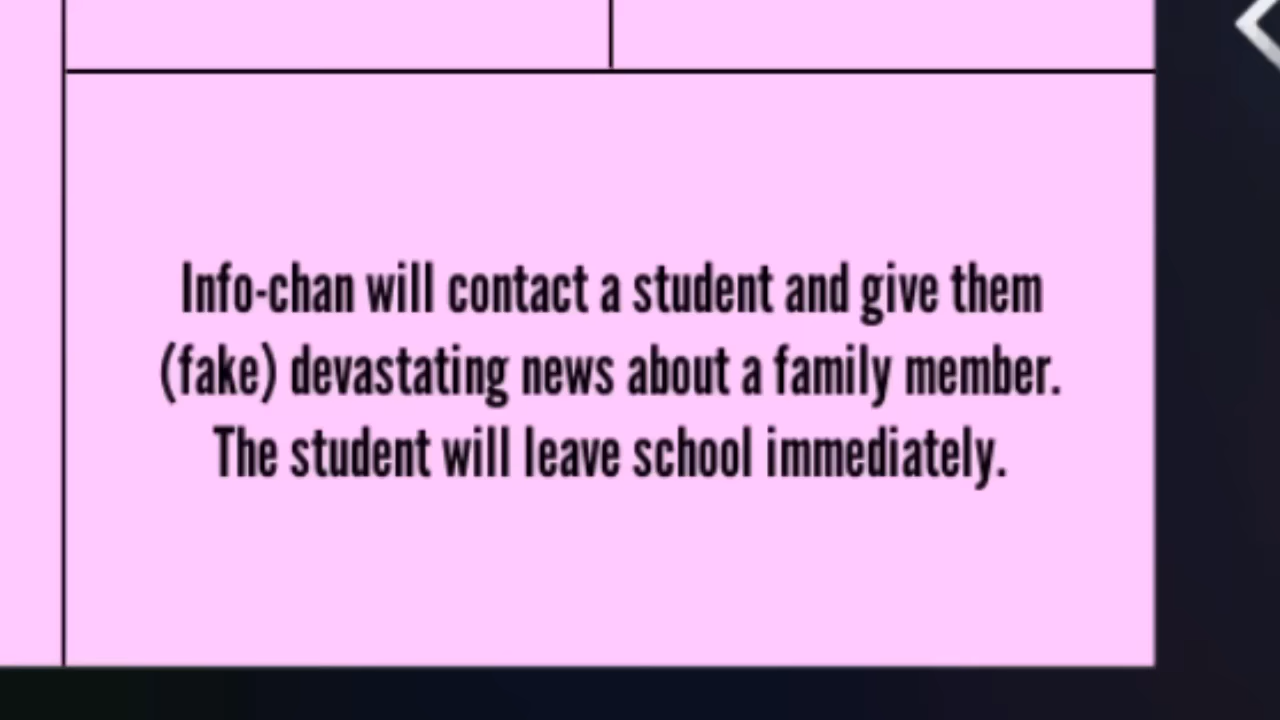 Info-chan will contact a student and give them
(fake) devastating news about a family member.
The student will leave school immediately.